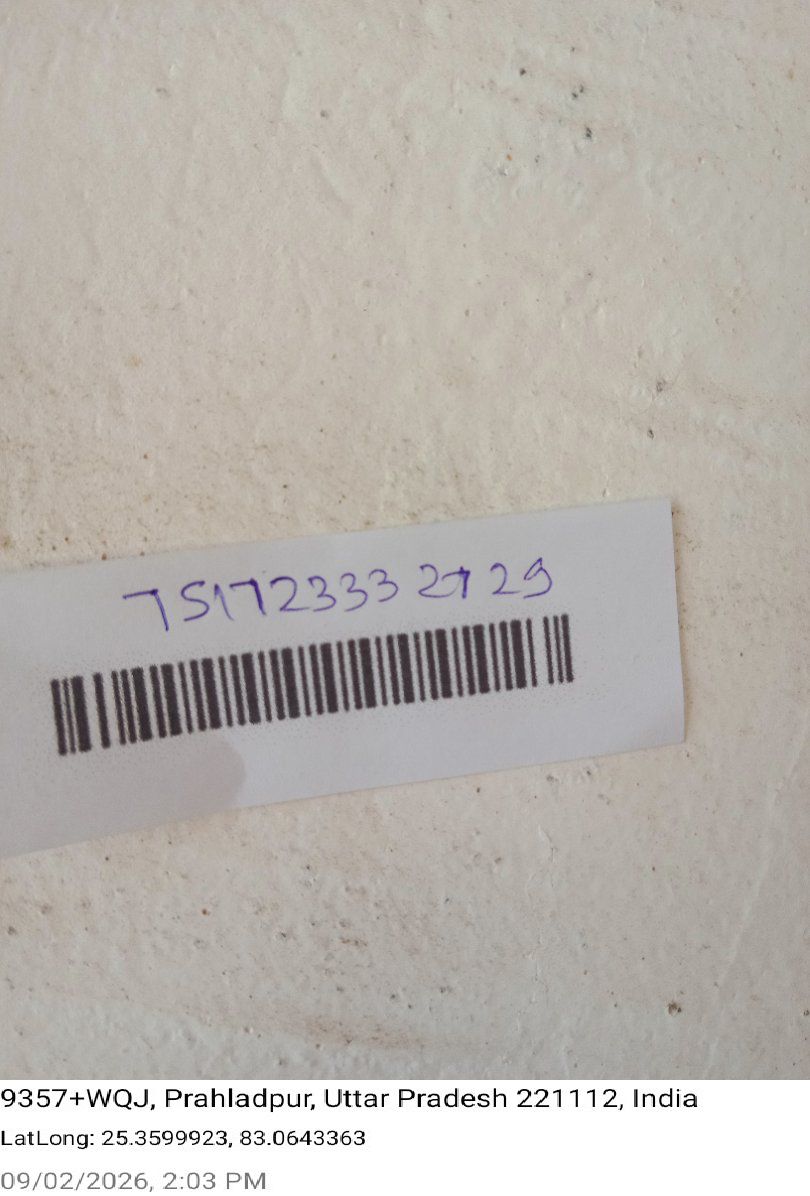 75172333 2729
9357+WQJ, Prahladpur, Uttar Pradesh 221112, India
LatLong: 25.3599923, 83.0643363
09/02/2026, 2:03 PM